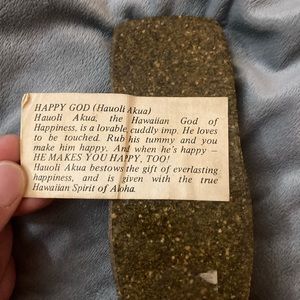 HAPPY GOD (Hauoli Akua)
Hauoli Akua, the Hawaiian God of
Happiness, is a lovable, cuddly imp. He loves
to be touched. Rub his tummy and you
make him happy. And when he's happy —
HE MAKES YOU HAPPY, TOO!
Hauoli Akua bestows the gift of everlasting
happiness, and is given with the true
Hawaiian Spirit of Aloha.